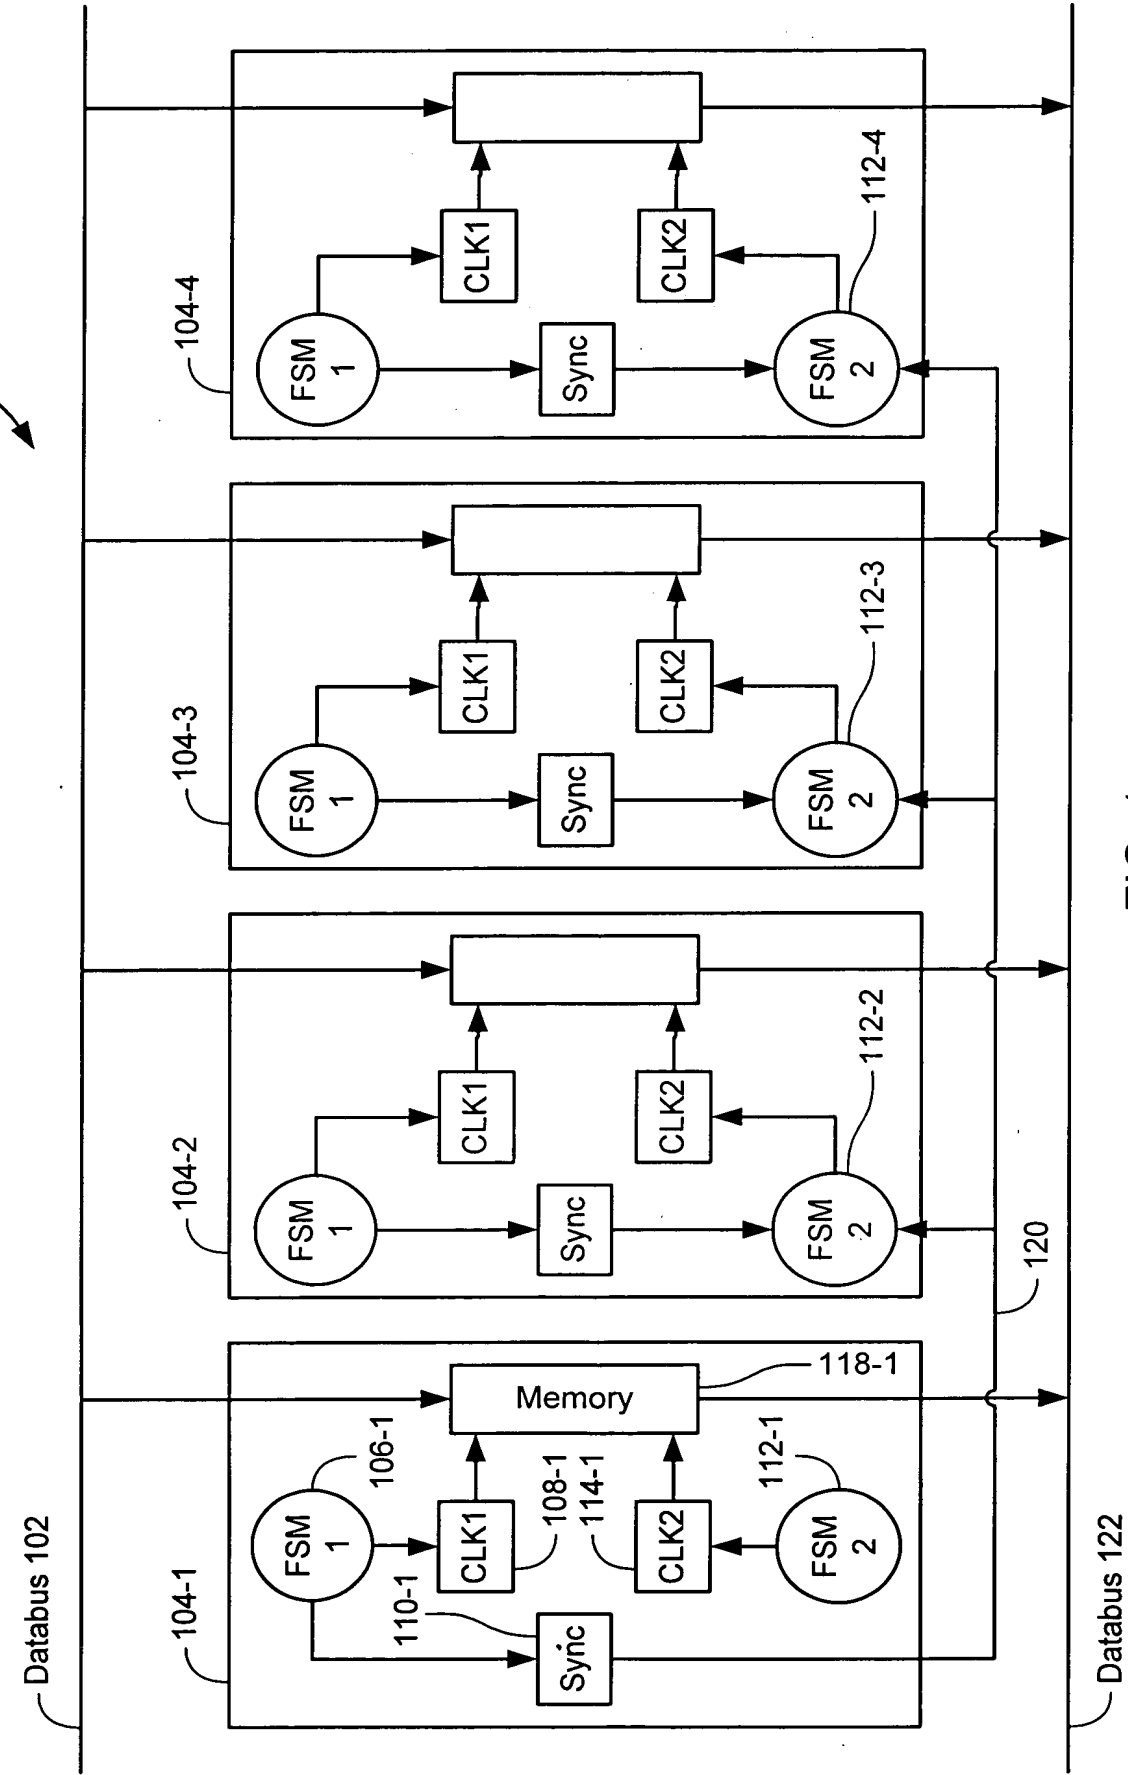 Databus 102
104-1
104-2
104-3
104-4
FSM
1
106-1
FSM
1
FSM
1
FSM
1
110-1
CLK1
108-1
CLK1
CLK1
CLK1
Sync
Memory
Sync
Sync
Sync
114-1
CLK2
CLK2
CLK2
CLK2
118-1
112-1
FSM
2
FSM
2
112-2
FSM
2
112-3
FSM
2
112-4
120
Databus 122